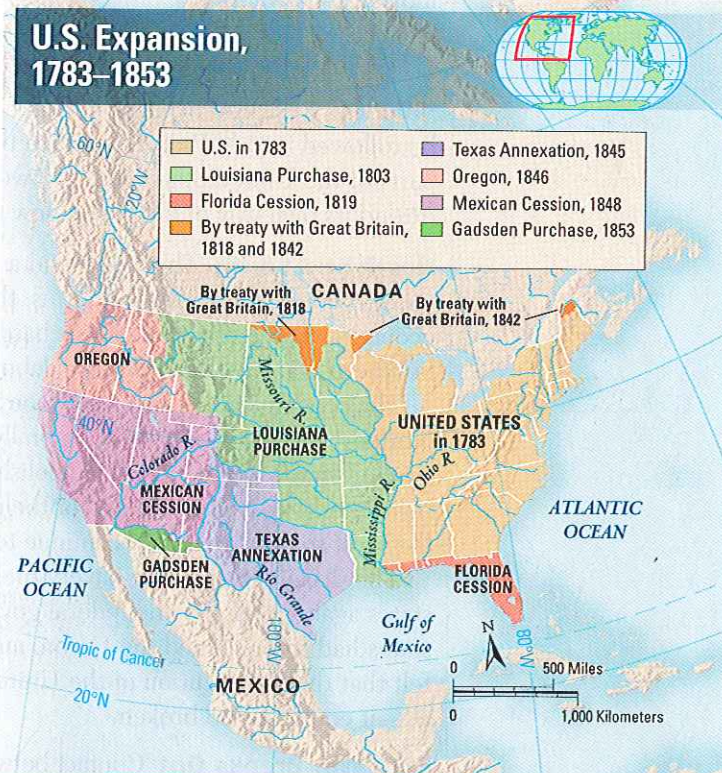 U.S. Expansion,
1783–1853
U.S. in 1783
Louisiana Purchase, 1803
Florida Cession, 1819
By treaty with Great Britain,
1818 and 1842
Texas Annexation, 1845
Oregon, 1846
Mexican Cession, 1848
Gadsden Purchase, 1853
60°N
120°W
By treaty with
Great Britain, 1818
CANADA
By treaty with
Great Britain, 1842
OREGON
Missouri R.
40°N
Colorado R.
LOUISIANA
PURCHASE
UNITED STATES
in 1783
Ohio R.
Mississippi R.
MEXICAN
CESSION
ATLANTIC
OCEAN
PACIFIC
OCEAN
GADSDEN
PURCHASE
TEXAS
ANNEXATION
Rio Grande
FLORIDA
CESSION
Gulf of
Mexico
100°W
80°W
N
Tropic of Cancer
20°N
MEXICO
0 500 Miles
0 1,000 Kilometers